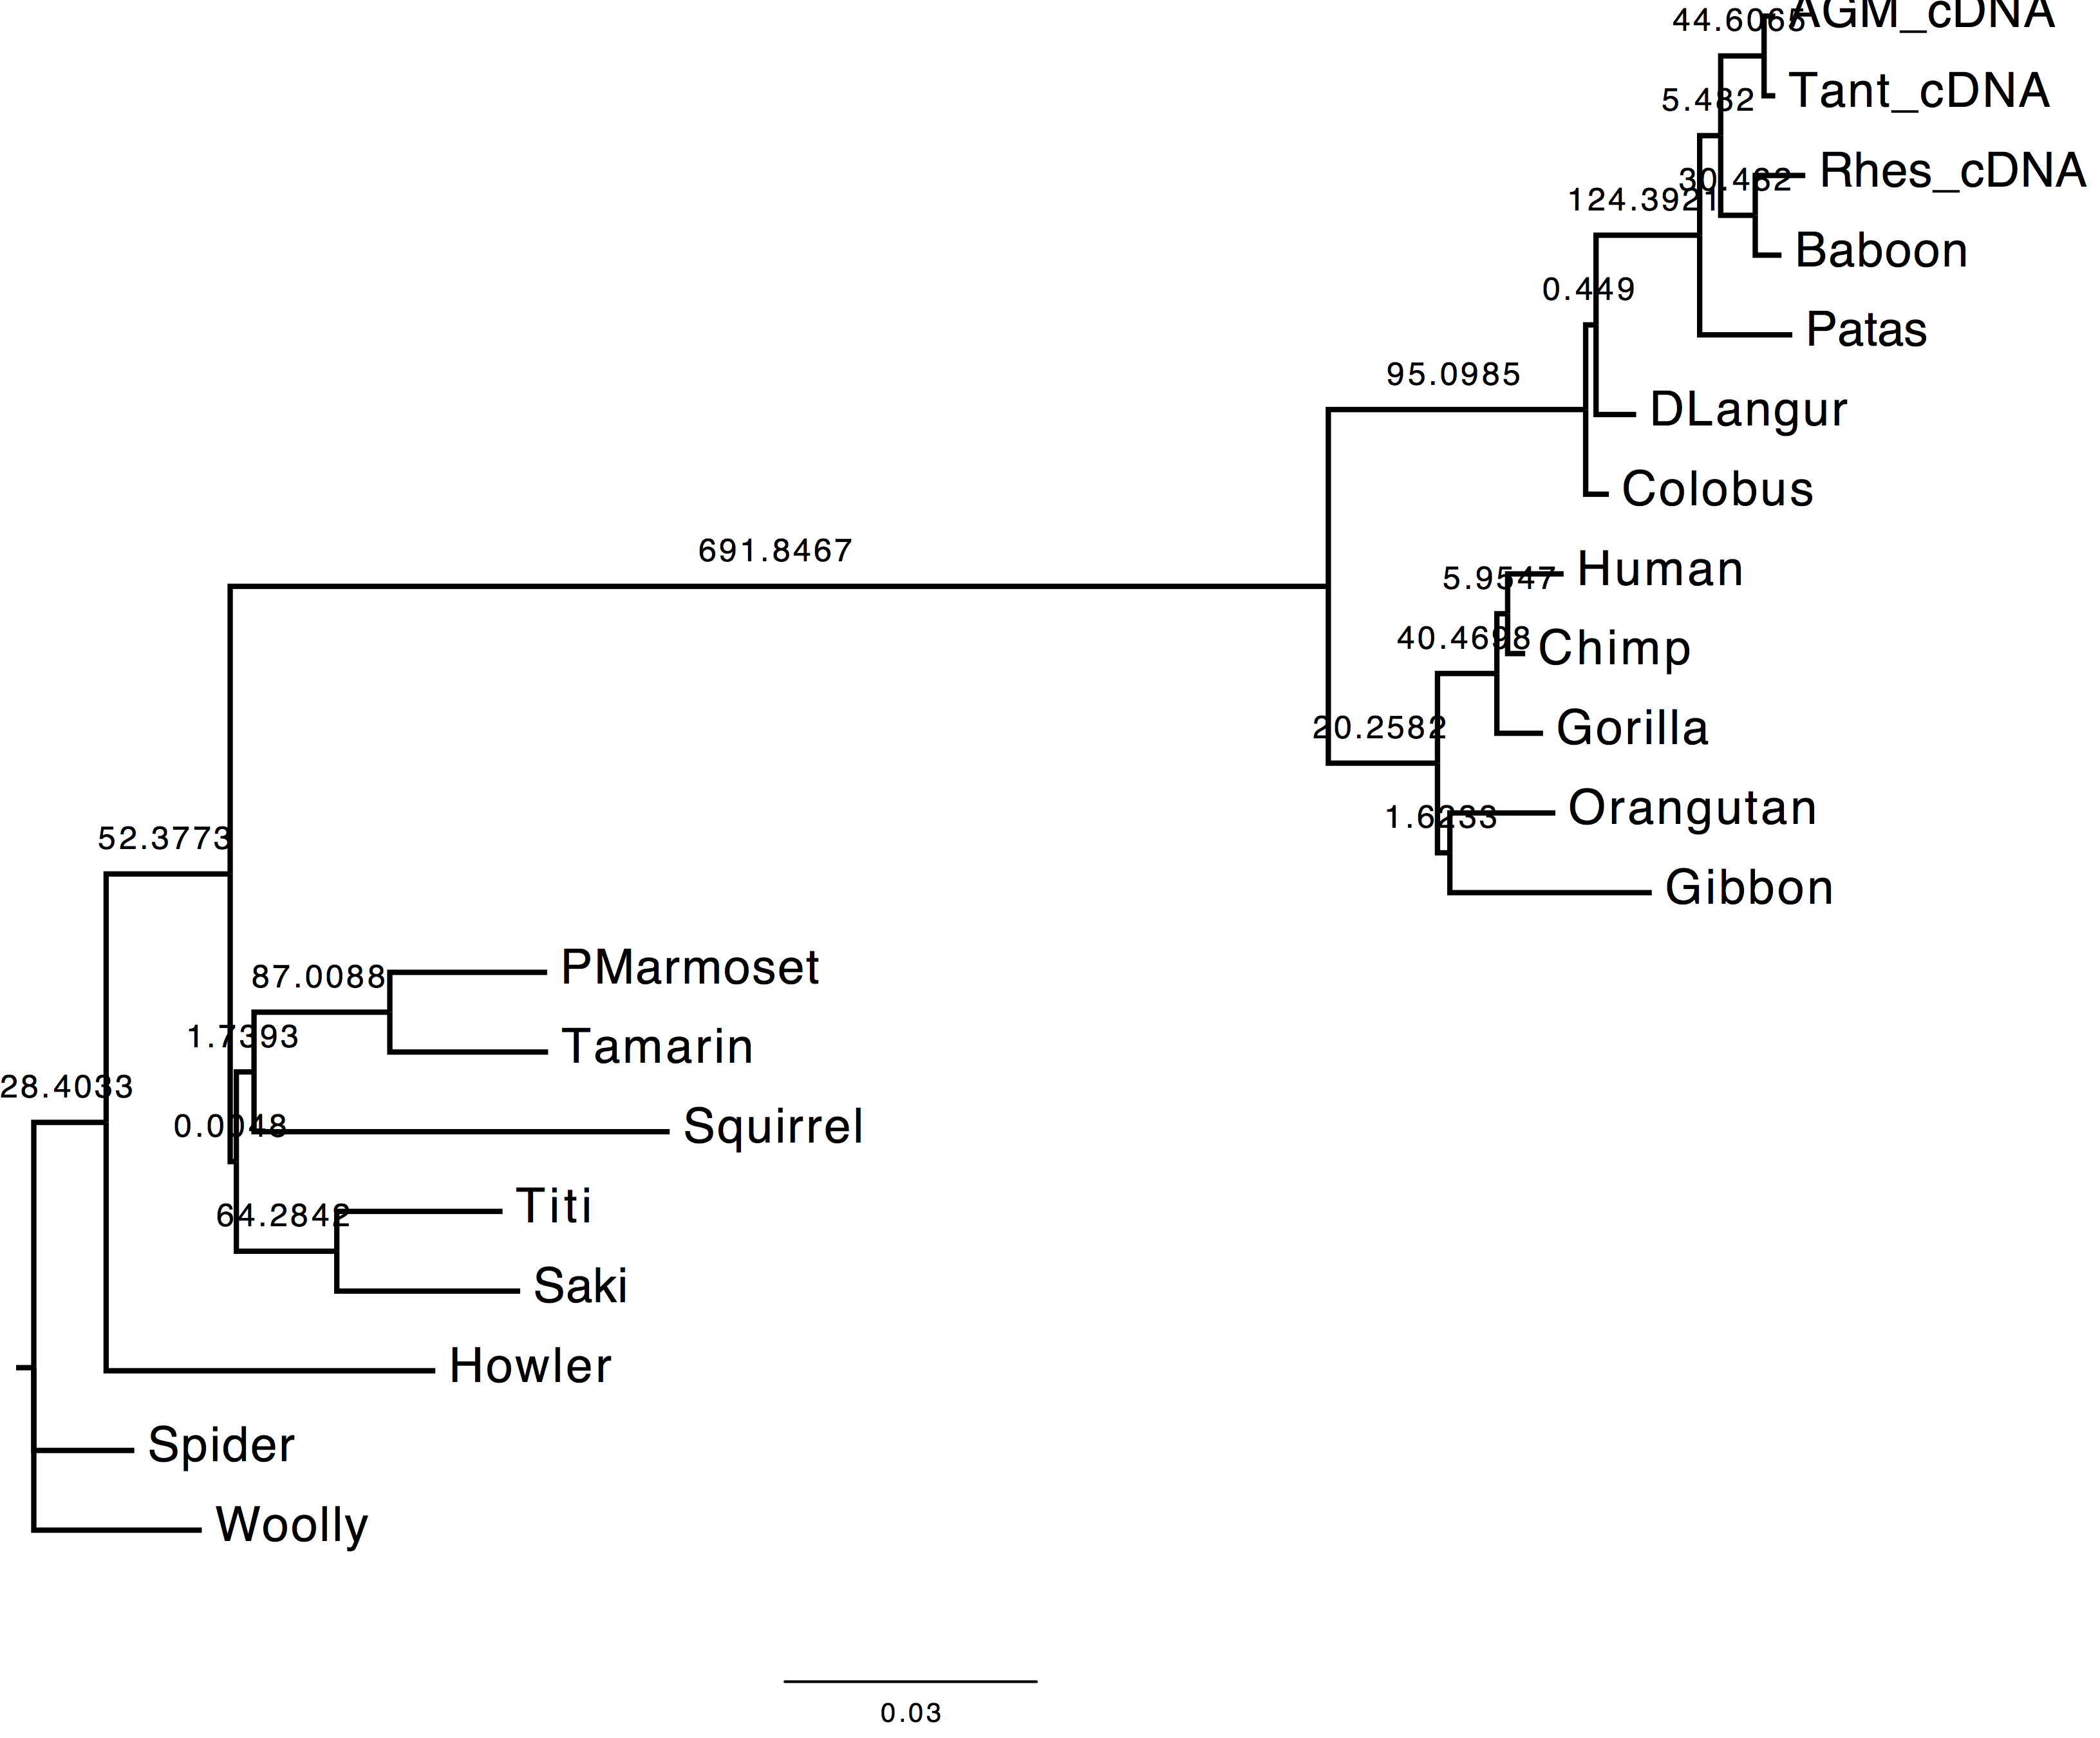 44.6065
AGM_cDNA
Tant_cDNA
5.482
Rhes_cDNA
30.482
124.3921
Baboon
0.449
Patas
95.0985
DLangur
Colobus
691.8467
Human
5.9547
40.4698
Chimp
20.2582
Gorilla
Orangutan
1.6233
52.3773
Gibbon
PMarmoset
87.0088
1.7393
Tamarin
28.4033
0.0048
Squirrel
Titi
64.2842
Saki
Howler
Spider
Woolly
0.03